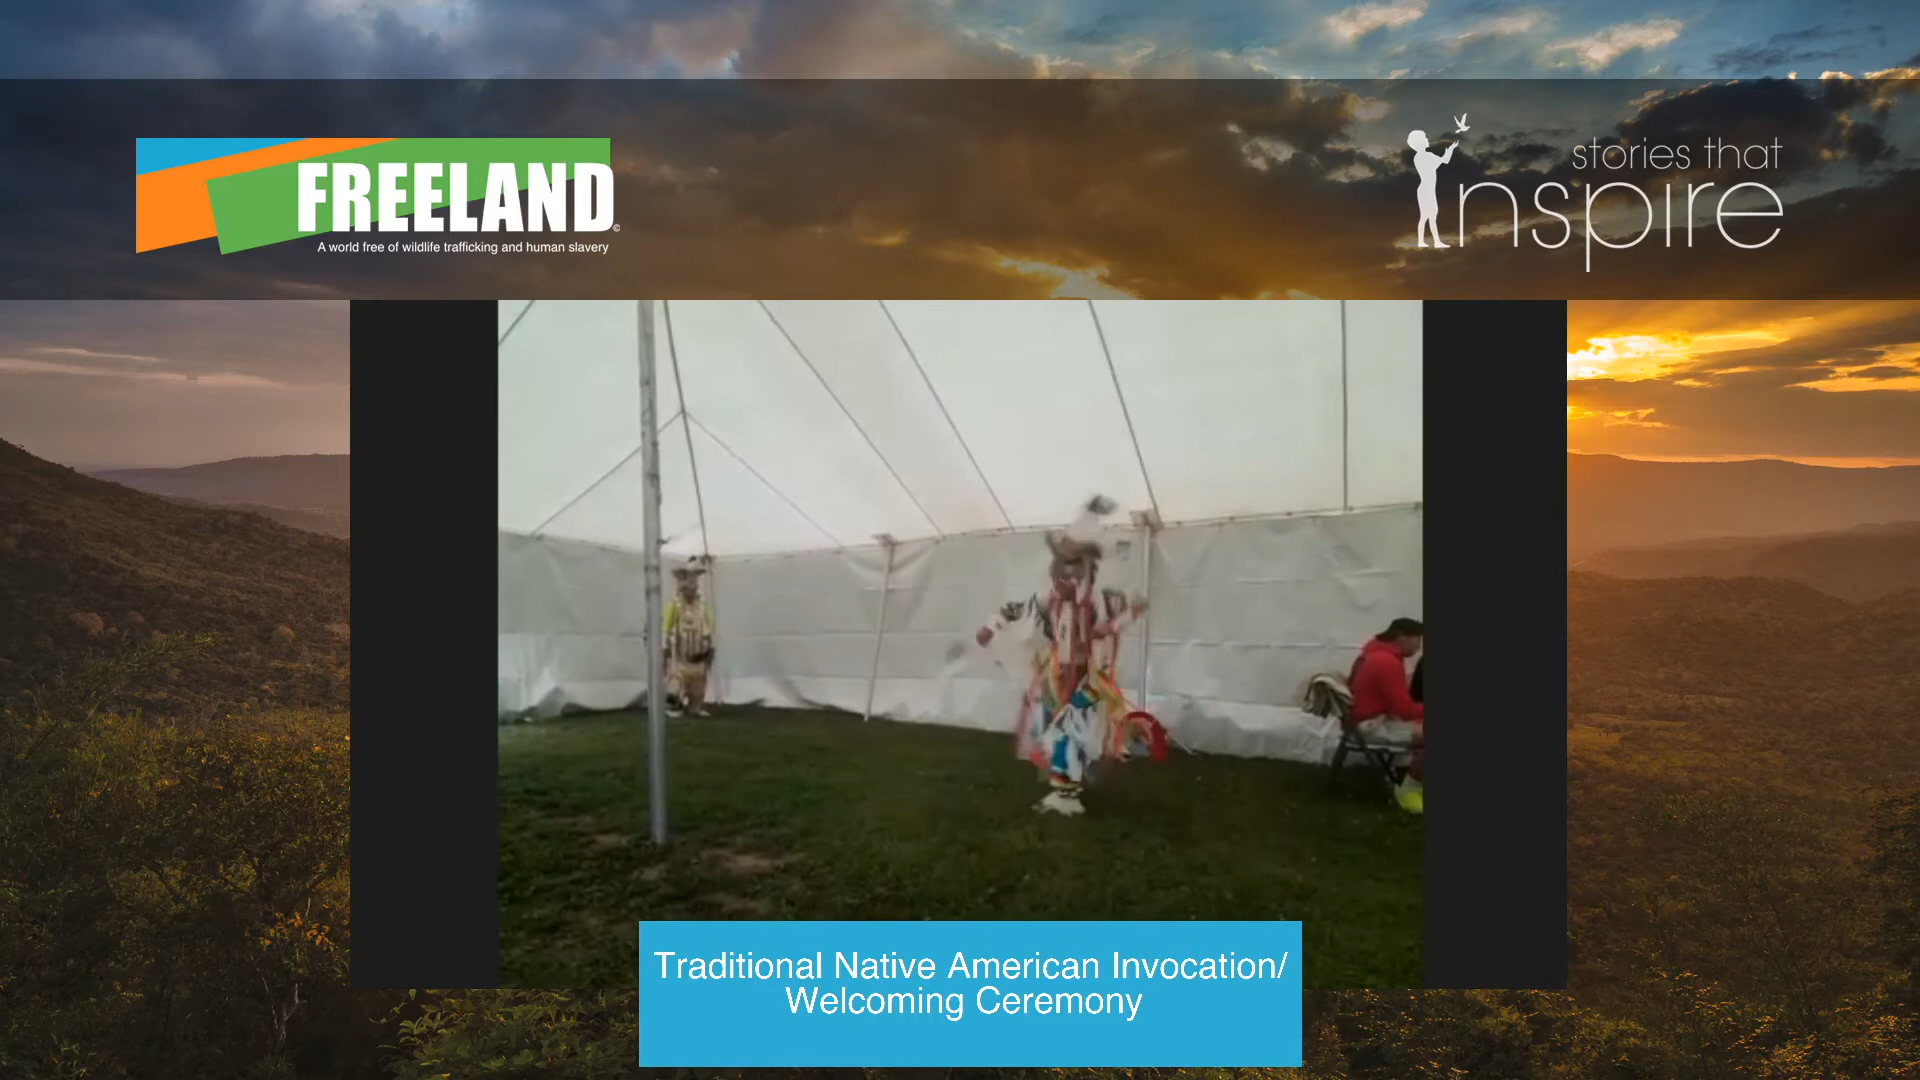 FREELAND©
A world free of wildlife trafficking and human slavery
stories that
inspire
Traditional Native American Invocation/
Welcoming Ceremony